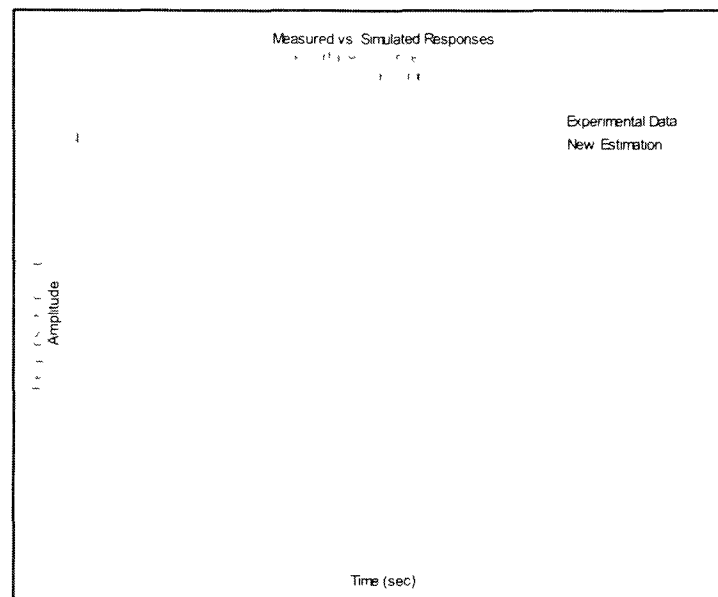 Measured vs Simulated Responses
Experimental Data
New Estimation
Amplitude
Time (sec)